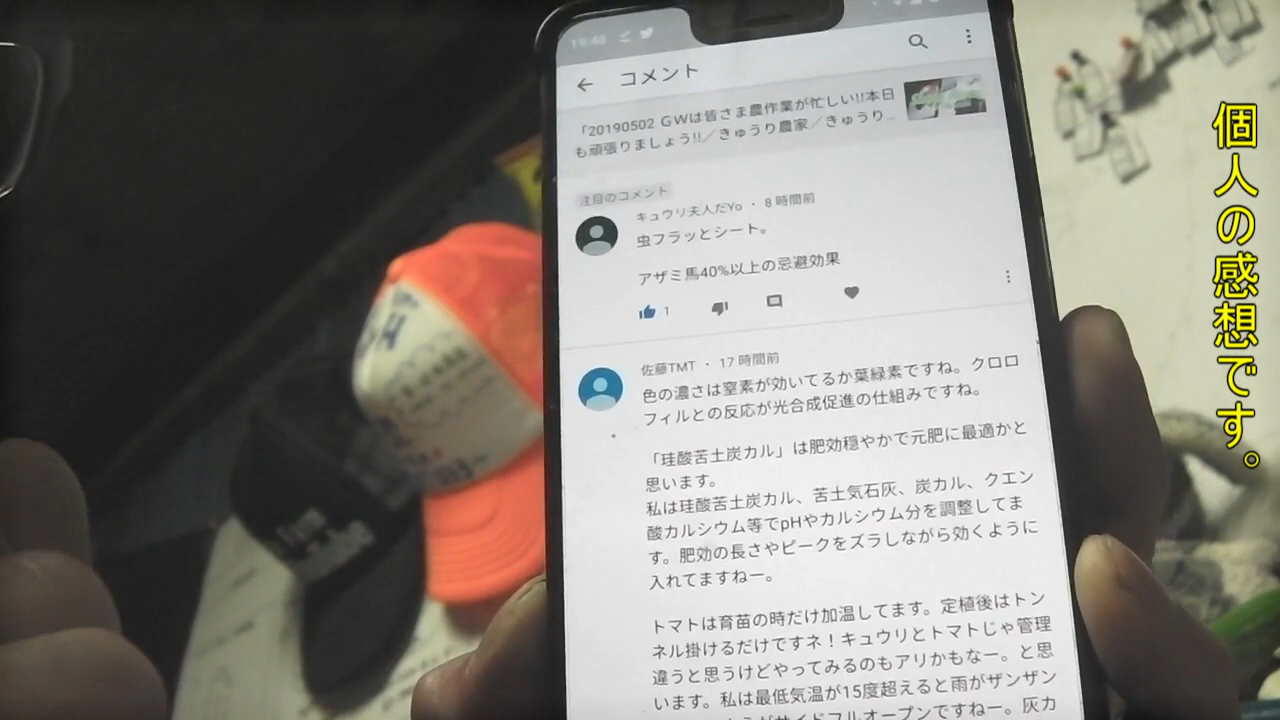 19:48
コメント
「20190502 GWは皆さま農作業が忙しい!!本日
も頑張りましょう!!／きゅうり農家／きゅうり...
注目のコメント
キュウリ夫人だYo ・ 8 時間前
虫フラッとシート。
アザミ馬40%以上の忌避効果
1
佐藤TMT ・ 17 時間前
色の濃さは窒素が効いてるか葉緑素ですね。クロロ
フィルとの反応が光合成促進の仕組みですね。
「珪酸苦土炭カル」は肥効穏やかで元肥に最適かと
思います。
私は珪酸苦土炭カル、苦土気石灰、炭カル、クエン
酸カルシウム等でpHやカルシウム分を調整してま
す。肥効の長さやピークをズラしながら効くように
入れてますねー。
トマトは育苗の時だけ加温してます。定植後はトン
ネル掛けるだけですネ！キュウリとトマトじゃ管理
違うと思うけどやってみるのもアリかもなー。と思
います。私は最低気温が15度超えると雨がザンザン
サイドフルオープンですねー。灰カ
個人の感想です。